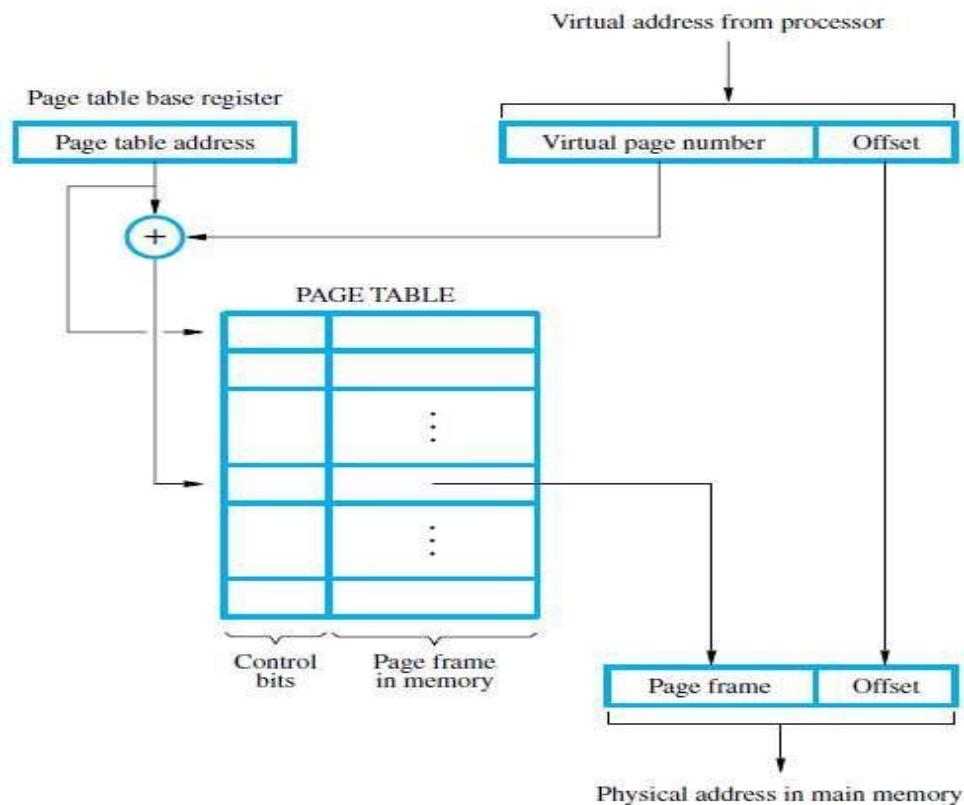 Virtual address from processor
Page table base register
Page table address
Virtual page number
Offset
+
PAGE TABLE
Control
bits
Page frame
in memory
Page frame
Offset
Physical address in main memory